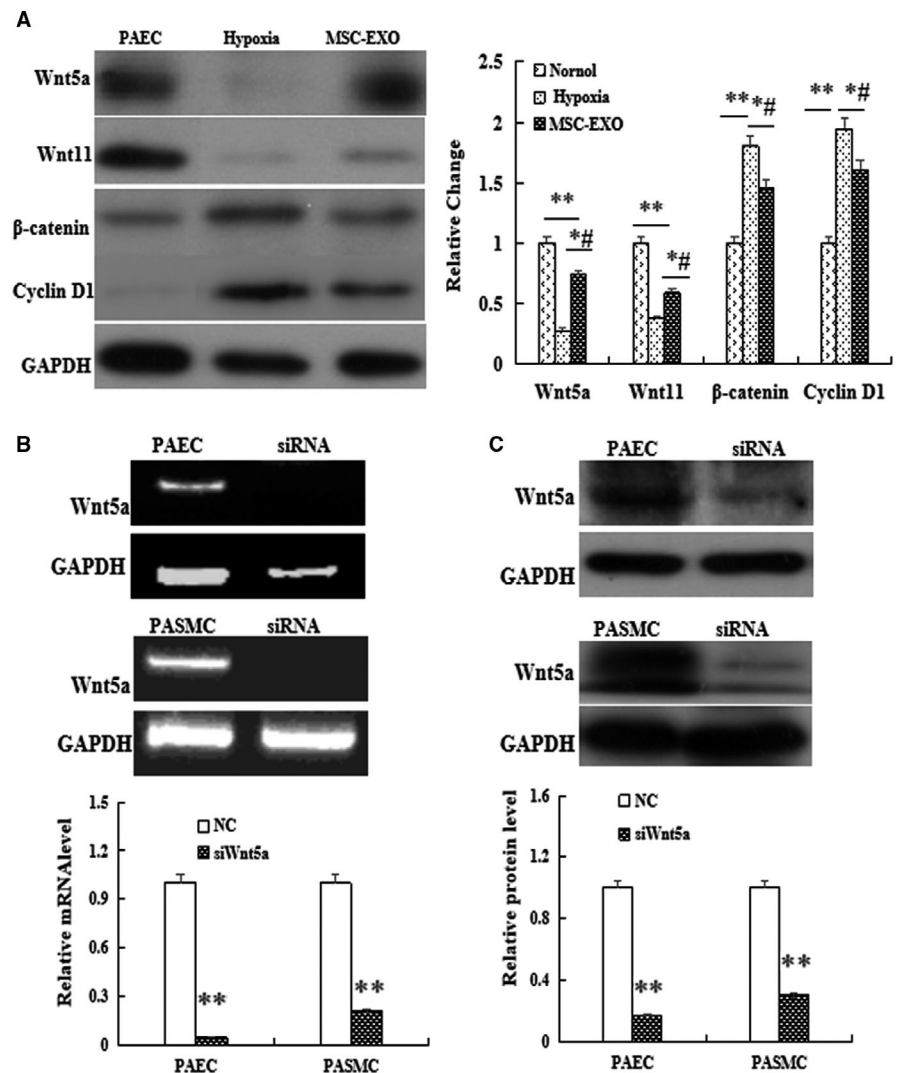 A
PAEC Hypoxia MSC-EXO
Wnt5a
Wnt11
β-catenin
Cyclin D1
GAPDH
Relative Change
2.5
2
1.5
1
0.5
0
Nornol
Hypoxia
MSC-EXO
** *# ** *# ** *# ** *#
Wnt5a Wnt11 β-catenin Cyclin D1
B
PAEC siRNA
Wnt5a
GAPDH
PASMC siRNA
Wnt5a
GAPDH
Relative mRNAlevel
1.5
1.2
0.9
0.6
0.3
0
NC
siWnt5a
** **
PAEC PASMC
C
PAEC siRNA
Wnt5a
GAPDH
PASMC siRNA
Wnt5a
GAPDH
Relative protein level
1.6
1.2
0.8
0.4
0
NC
siWnt5a
** **
PAEC PASMC